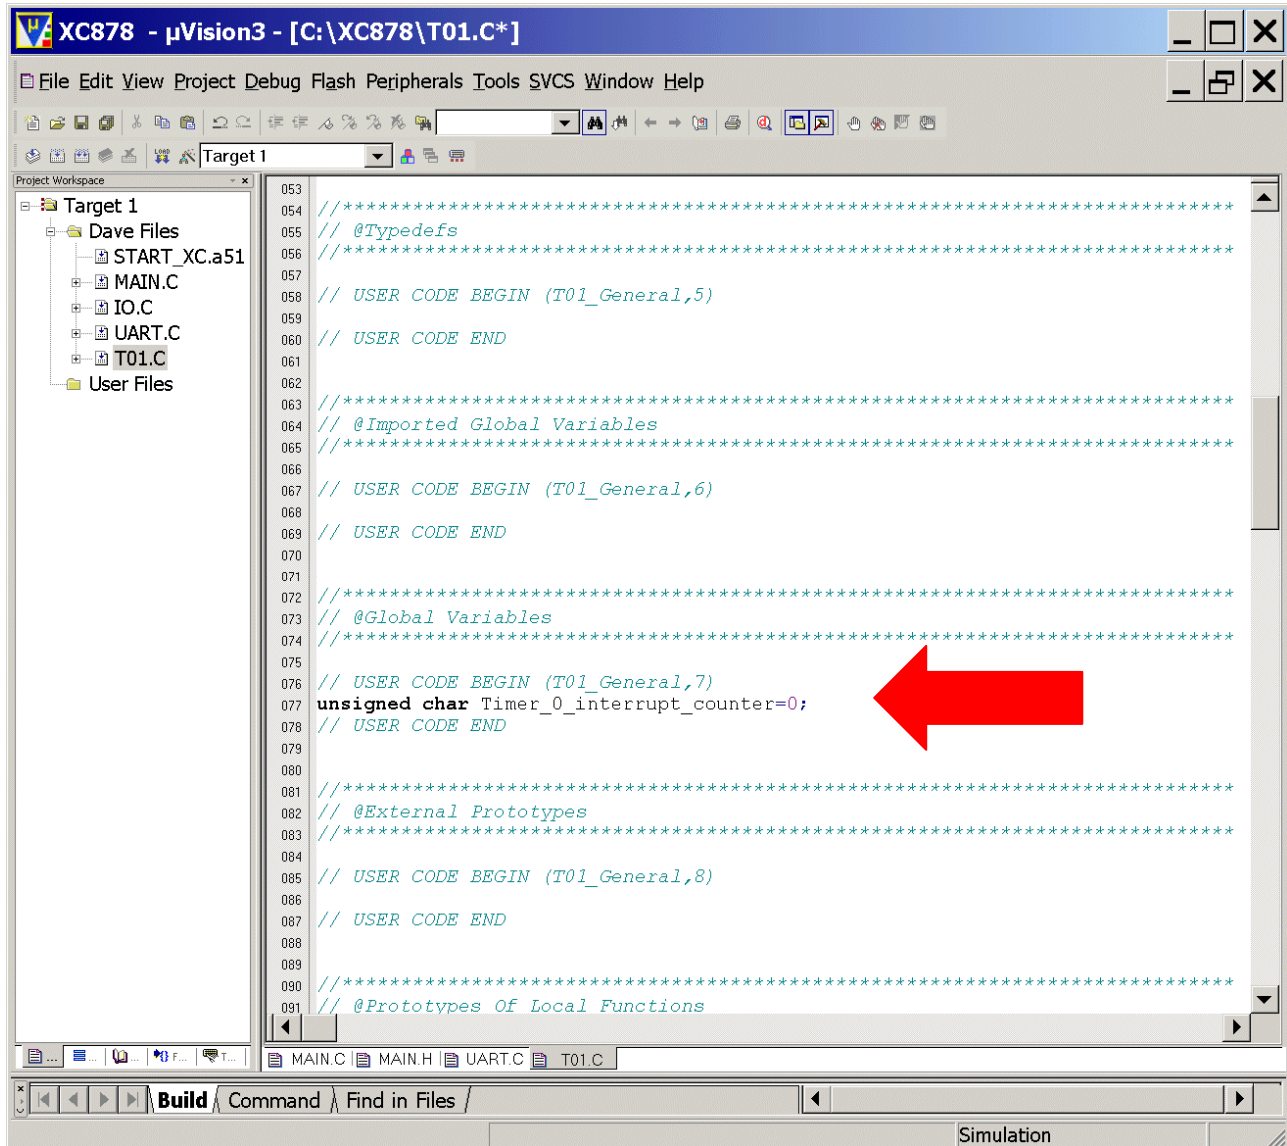 XC878 - µVision3 - [C:\XC878\T01.C*]
File Edit View Project Debug Flash Peripherals Tools SVCS Window Help
Target 1
Project Workspace
Target 1
Dave Files
START_XC.a51
MAIN.C
IO.C
UART.C
T01.C
User Files
053
054 //*****************************************************************************
055 // @Typedefs
056 //*****************************************************************************
057
058 // USER CODE BEGIN (T01_General,5)
059
060 // USER CODE END
061
062
063 //*****************************************************************************
064 // @Imported Global Variables
065 //*****************************************************************************
066
067 // USER CODE BEGIN (T01_General,6)
068
069 // USER CODE END
070
071
072 //*****************************************************************************
073 // @Global Variables
074 //*****************************************************************************
075
076 // USER CODE BEGIN (T01_General,7)
077 unsigned char Timer_0_interrupt_counter=0;
078 // USER CODE END
079
080
081 //*****************************************************************************
082 // @External Prototypes
083 //*****************************************************************************
084
085 // USER CODE BEGIN (T01_General,8)
086
087 // USER CODE END
088
089
090 //*****************************************************************************
091 // @Prototypes Of Local Functions
... ... ... F... T...
MAIN.C MAIN.H UART.C T01.C
Build Command Find in Files
Simulation